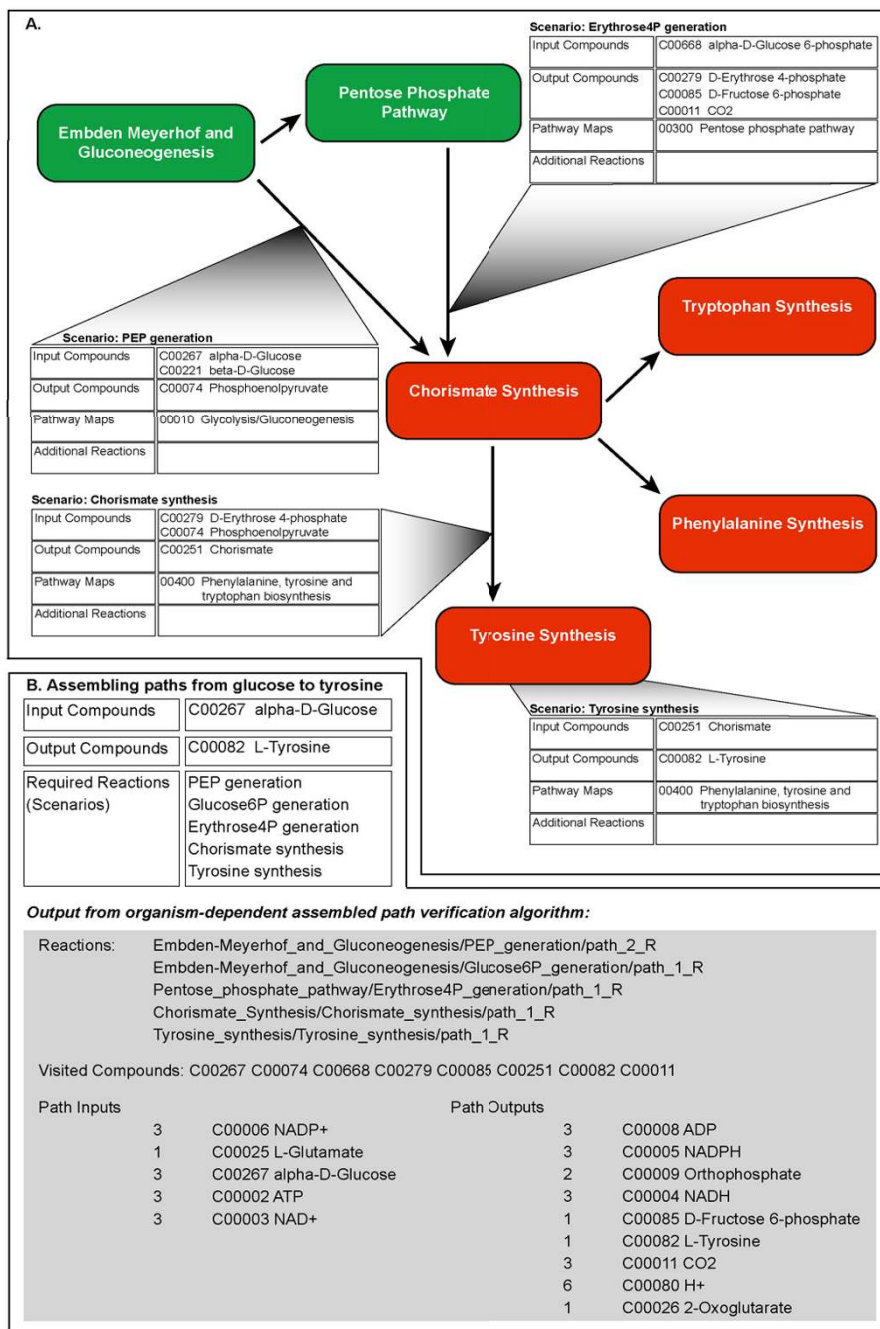 A.
Scenario: Erythrose4P generation
Input Compounds C00668 alpha-D-Glucose 6-phosphate
Output Compounds C00279 D-Erythrose 4-phosphate
C00085 D-Fructose 6-phosphate
C00011 CO2
Pathway Maps 00300 Pentose phosphate pathway
Additional Reactions
Pentose Phosphate
Pathway
Embden Meyerhof and
Gluconeogenesis
Tryptophan Synthesis
Scenario: PEP generation
Input Compounds C00267 alpha-D-Glucose
C00221 beta-D-Glucose
Output Compounds C00074 Phosphoenolpyruvate
Pathway Maps 00010 Glycolysis/Gluconeogenesis
Additional Reactions
Chorismate Synthesis
Scenario: Chorismate synthesis
Input Compounds C00279 D-Erythrose 4-phosphate
C00074 Phosphoenolpyruvate
Output Compounds C00251 Chorismate
Pathway Maps 00400 Phenylalanine, tyrosine and
tryptophan biosynthesis
Additional Reactions
Phenylalanine Synthesis
Tyrosine Synthesis
Scenario: Tyrosine synthesis
Input Compounds C00251 Chorismate
Output Compounds C00082 L-Tyrosine
Pathway Maps 00400 Phenylalanine, tyrosine and
tryptophan biosynthesis
Additional Reactions
B. Assembling paths from glucose to tyrosine
Input Compounds C00267 alpha-D-Glucose
Output Compounds C00082 L-Tyrosine
Required Reactions PEP generation
(Scenarios) Glucose6P generation
Erythrose4P generation
Chorismate synthesis
Tyrosine synthesis
Output from organism-dependent assembled path verification algorithm:
Reactions: Embden-Meyerhof_and_Gluconeogenesis/PEP_generation/path_2_R
Embden-Meyerhof_and_Gluconeogenesis/Glucose6P_generation/path_1_R
Pentose_phosphate_pathway/Erythrose4P_generation/path_1_R
Chorismate_Synthesis/Chorismate_synthesis/path_1_R
Tyrosine_synthesis/Tyrosine_synthesis/path_1_R
Visited Compounds: C00267 C00074 C00668 C00279 C00085 C00251 C00082 C00011
Path Inputs Path Outputs
3 C00006 NADP+ 3 C00008 ADP
1 C00025 L-Glutamate 3 C00005 NADPH
3 C00267 alpha-D-Glucose 2 C00009 Orthophosphate
3 C00002 ATP 3 C00004 NADH
3 C00003 NAD+ 1 C00085 D-Fructose 6-phosphate
1 C00082 L-Tyrosine
3 C00011 CO2
6 C00080 H+
1 C00026 2-Oxoglutarate